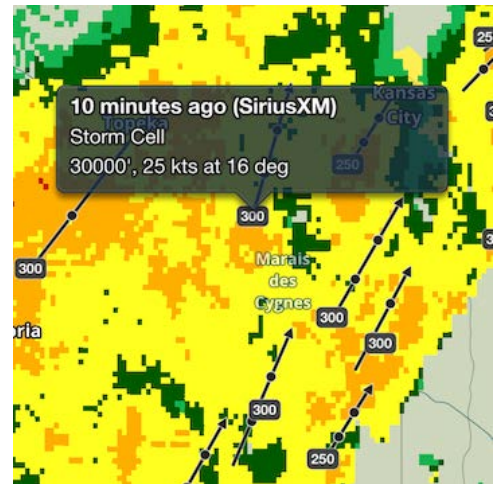 25
10 minutes ago (SiriusXM)
Storm Cell
30000', 25 kts at 16 deg
Topeka
Kansas
City
250
300
300
Marais
des
Cygnes
300
oria
300
300
250